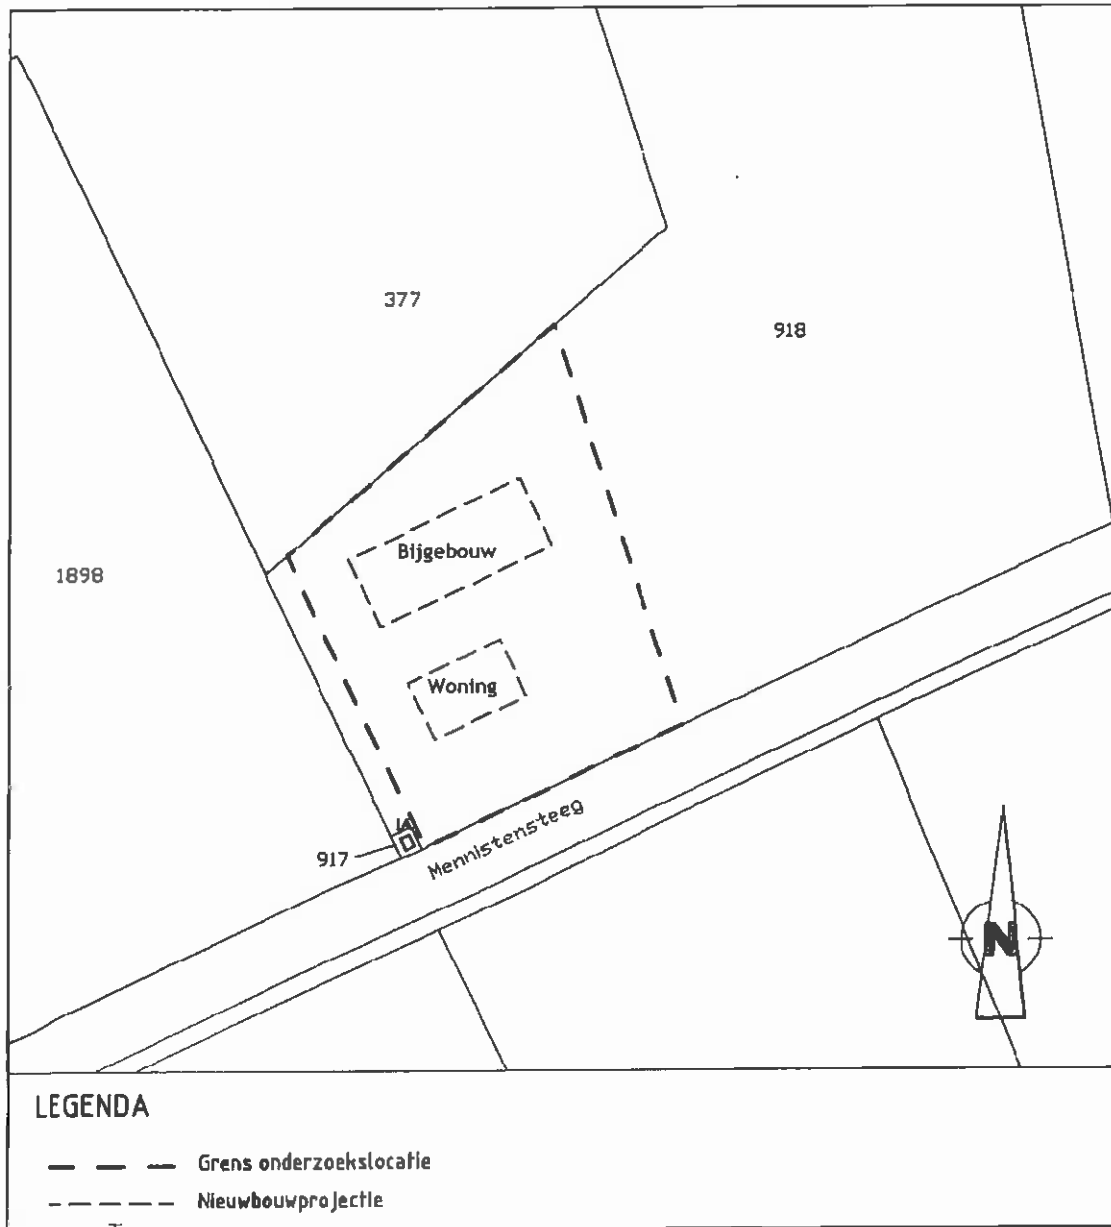 377
918
Bijgebouw
1898
Woning
917
Mennistensteeg
N
LEGENDA
Grens onderzoekslocatie
Nieuwbouwprojectie